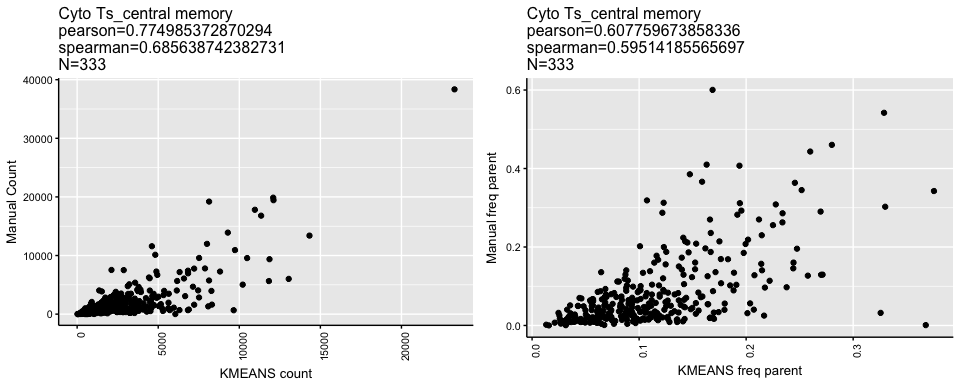 Cyto Ts_central memory
pearson=0.774985372870294
spearman=0.685638742382731
N=333
40000
30000
20000
10000
0
Manual Count
0
5000
10000
15000
20000
KMEANS count
Cyto Ts_central memory
pearson=0.607759673858336
spearman=0.59514185565697
N=333
0.6
0.4
0.2
0.0
Manual freq parent
0.0
0.1
0.2
0.3
KMEANS freq parent